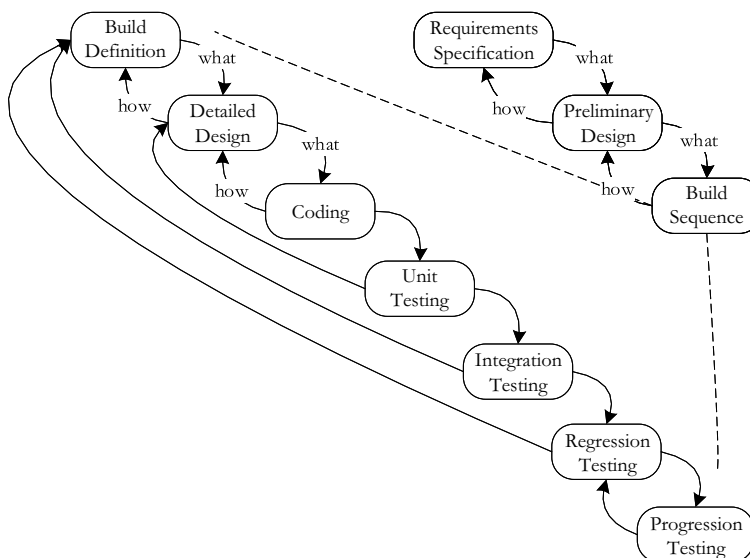 Build
Definition
what
how
Detailed
Design
what
how
Coding
Unit
Testing
Integration
Testing
Regression
Testing
Progression
Testing
Requirements
Specification
what
how
Preliminary
Design
what
how
Build
Sequence